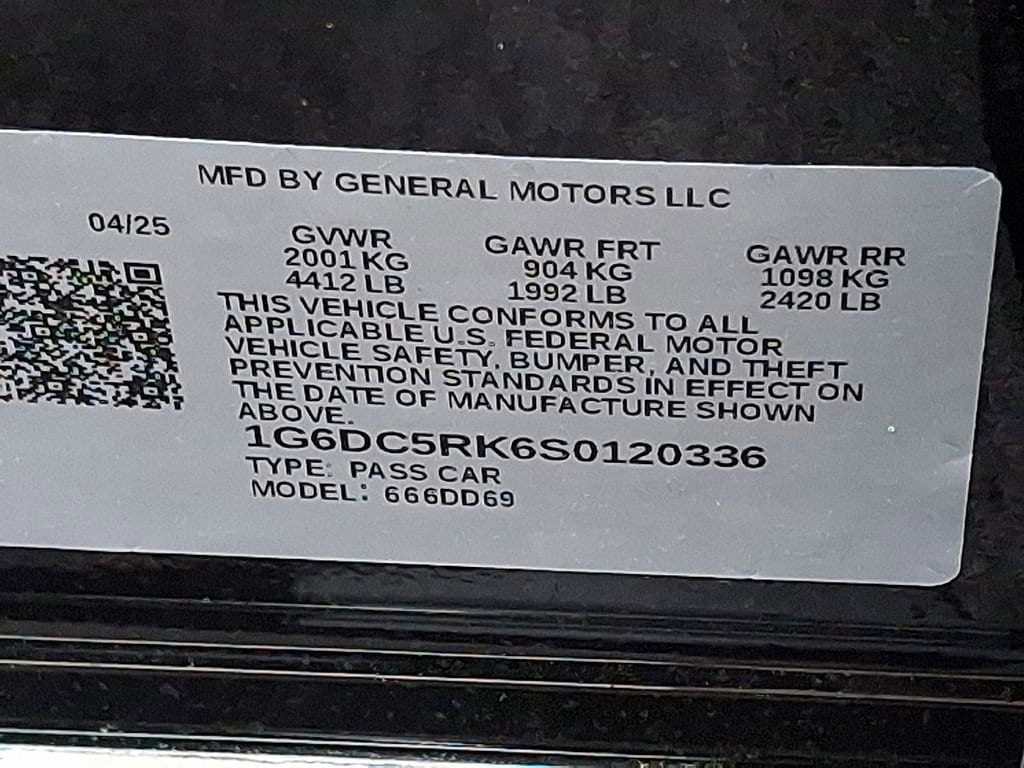 MFD BY GENERAL MOTORS LLC
04/25
GVWR GAWR FRT GAWR RR
2001 KG 904 KG 1098 KG
4412 LB 1992 LB 2420 LB
THIS VEHICLE CONFORMS TO ALL
APPLICABLE U.S. FEDERAL MOTOR
VEHICLE SAFETY, BUMPER, AND THEFT
PREVENTION STANDARDS IN EFFECT ON
THE DATE OF MANUFACTURE SHOWN
ABOVE.
1G6DC5RK6S0120336
TYPE: PASS CAR
MODEL: 666DD69